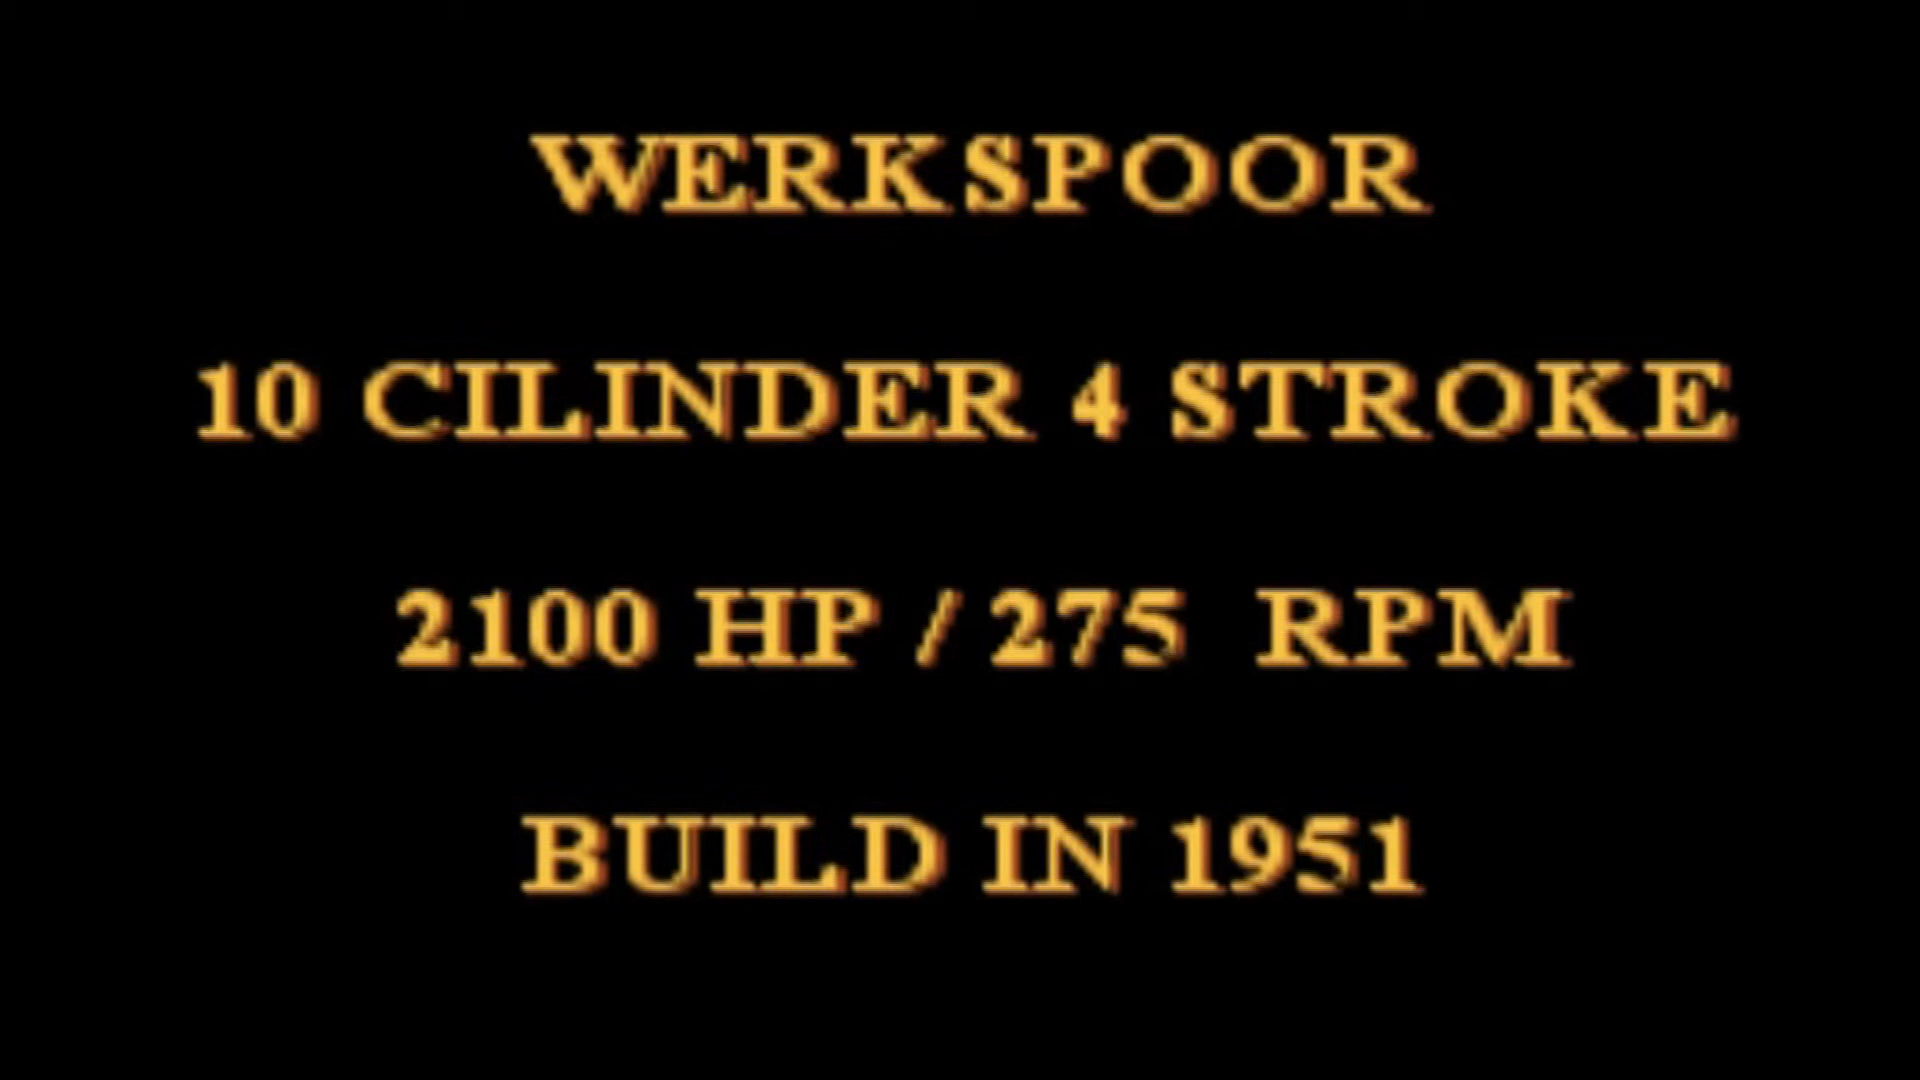 WERKSPOOR
10 CILINDER 4 STROKE
2100 HP / 275 RPM
BUILD IN 1951